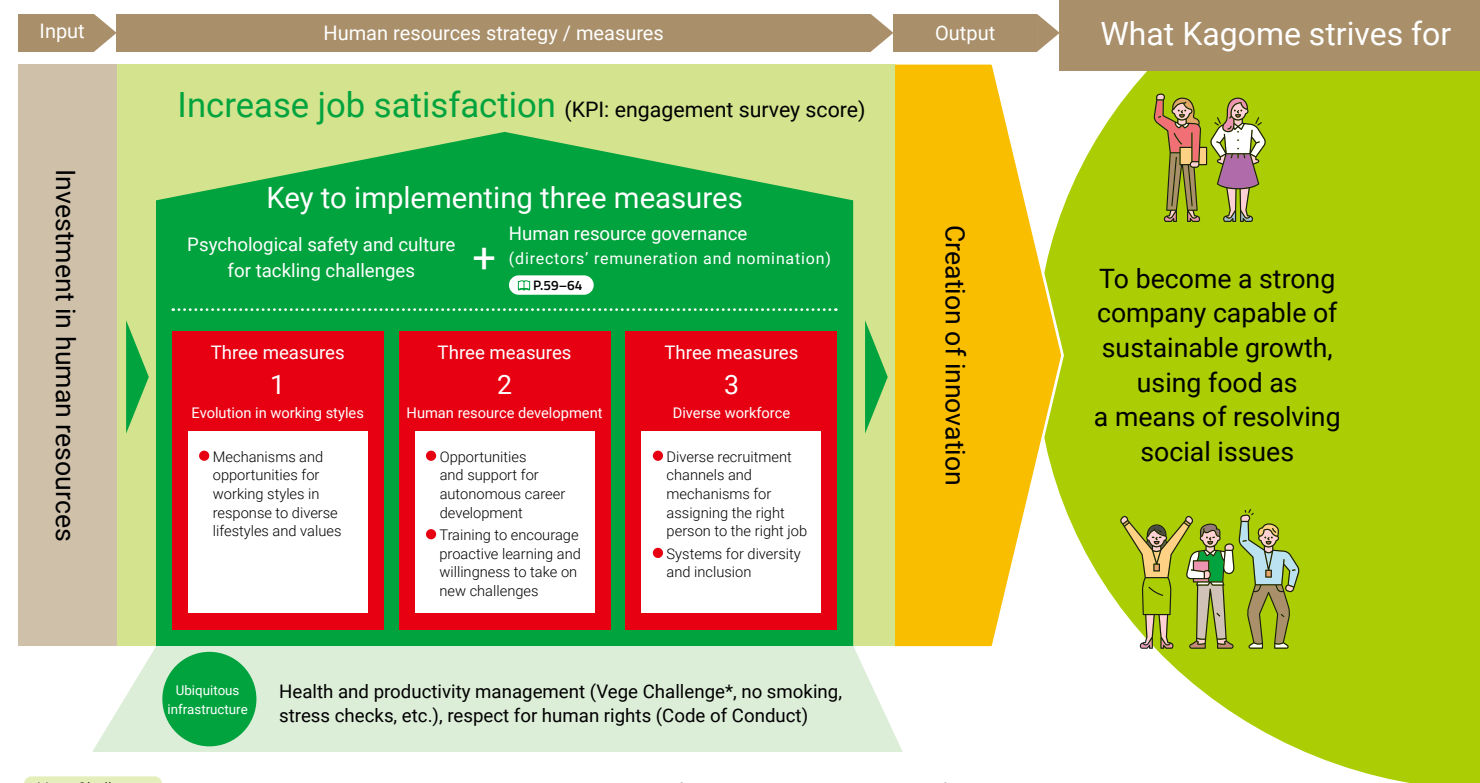 Input
Human resources strategy / measures
Output
What Kagome strives for
Investment in human resources
Increase job satisfaction (KPI: engagement survey score)
Key to implementing three measures
Psychological safety and culture
for tackling challenges
+
Human resource governance
(directors' remuneration and nomination)
P.59–64
Three measures
1
Evolution in working styles
Mechanisms and
opportunities for
working styles in
response to diverse
lifestyles and values
Three measures
2
Human resource development
Opportunities
and support for
autonomous career
development
Training to encourage
proactive learning and
willingness to take on
new challenges
Three measures
3
Diverse workforce
Diverse recruitment
channels and
mechanisms for
assigning the right
person to the right job
Systems for diversity
and inclusion
Creation of innovation
To become a strong
company capable of
sustainable growth,
using food as
a means of resolving
social issues
Ubiquitous
infrastructure
Health and productivity management (Vege Challenge*, no smoking,
stress checks, etc.), respect for human rights (Code of Conduct)